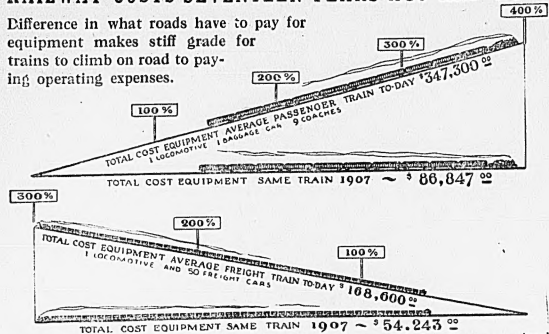 Difference in what roads have to pay for
equipment makes stiff grade for
trains to climb on road to pay-
ing operating expenses.
400%
300%
200%
100%
TOTAL COST EQUIPMENT AVERAGE PASSENGER TRAIN TO-DAY $347,300 00
1 LOCOMOTIVE 1 BAGGAGE CAR 9 COACHES
TOTAL COST EQUIPMENT SAME TRAIN 1907 ~ $86,847 00
300%
200%
100%
TOTAL COST EQUIPMENT AVERAGE FREIGHT TRAIN TO-DAY $168,600 00
1 LOCOMOTIVE AND 50 FREIGHT CARS
TOTAL COST EQUIPMENT SAME TRAIN 1907 ~ $54,243 00